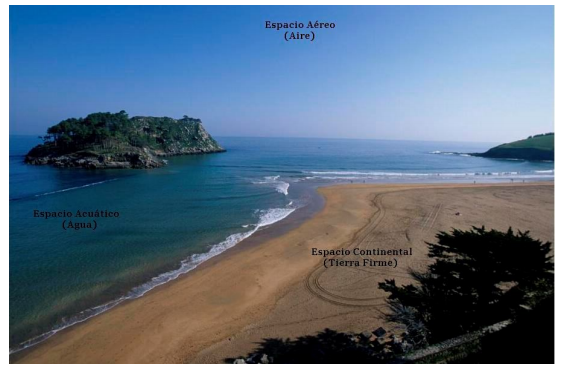 Espacio Aéreo
(Aire)
Espacio Acuático
(Agua)
Espacio Continental
(Tierra Firme)